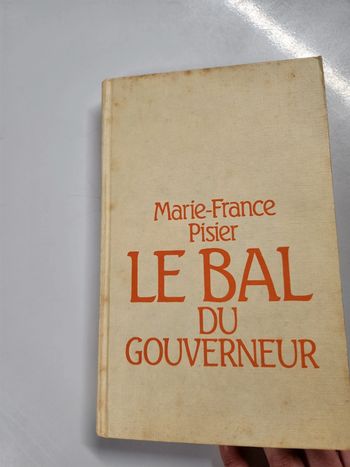 Marie-France
Pisier
LE BAL
DU
GOUVERNEUR